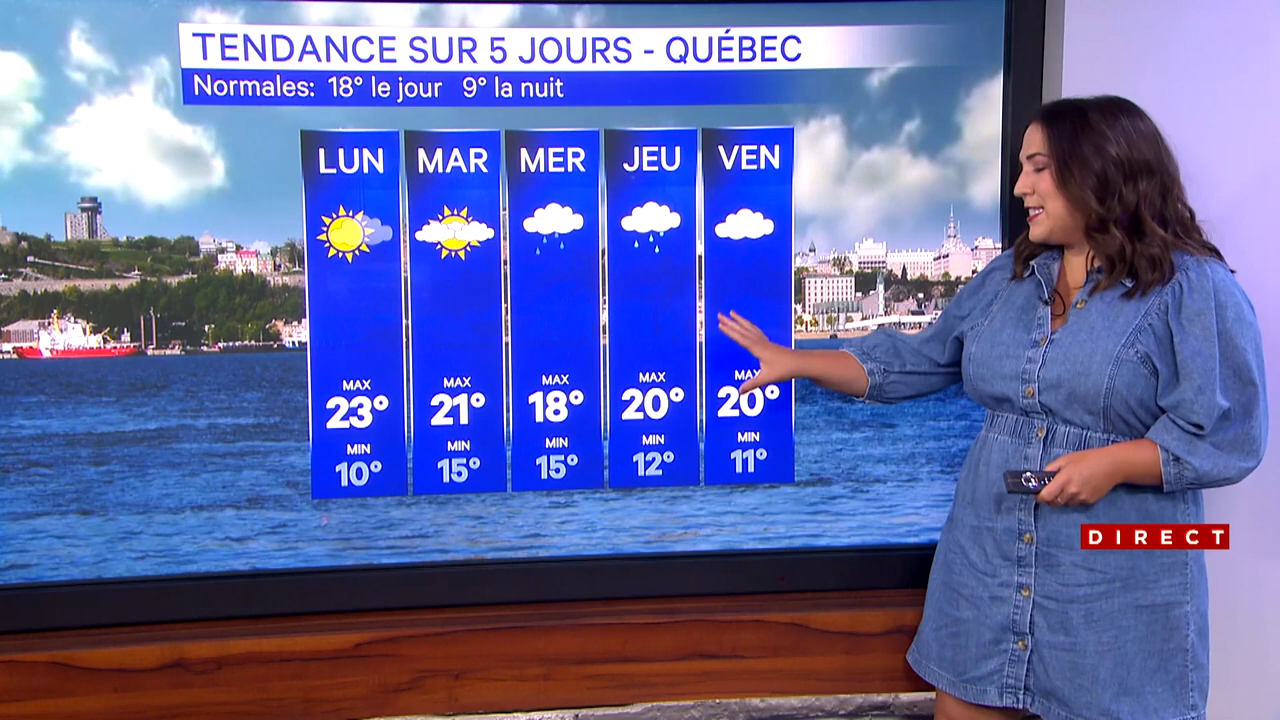 TENDANCE SUR 5 JOURS - QUÉBEC
Normales: 18° le jour 9° la nuit
LUN MAR MER JEU VEN
MAX MAX MAX MAX MAX
23° 21° 18° 20° 20°
MIN MIN MIN MIN MIN
10° 15° 15° 12° 11°
DIRECT